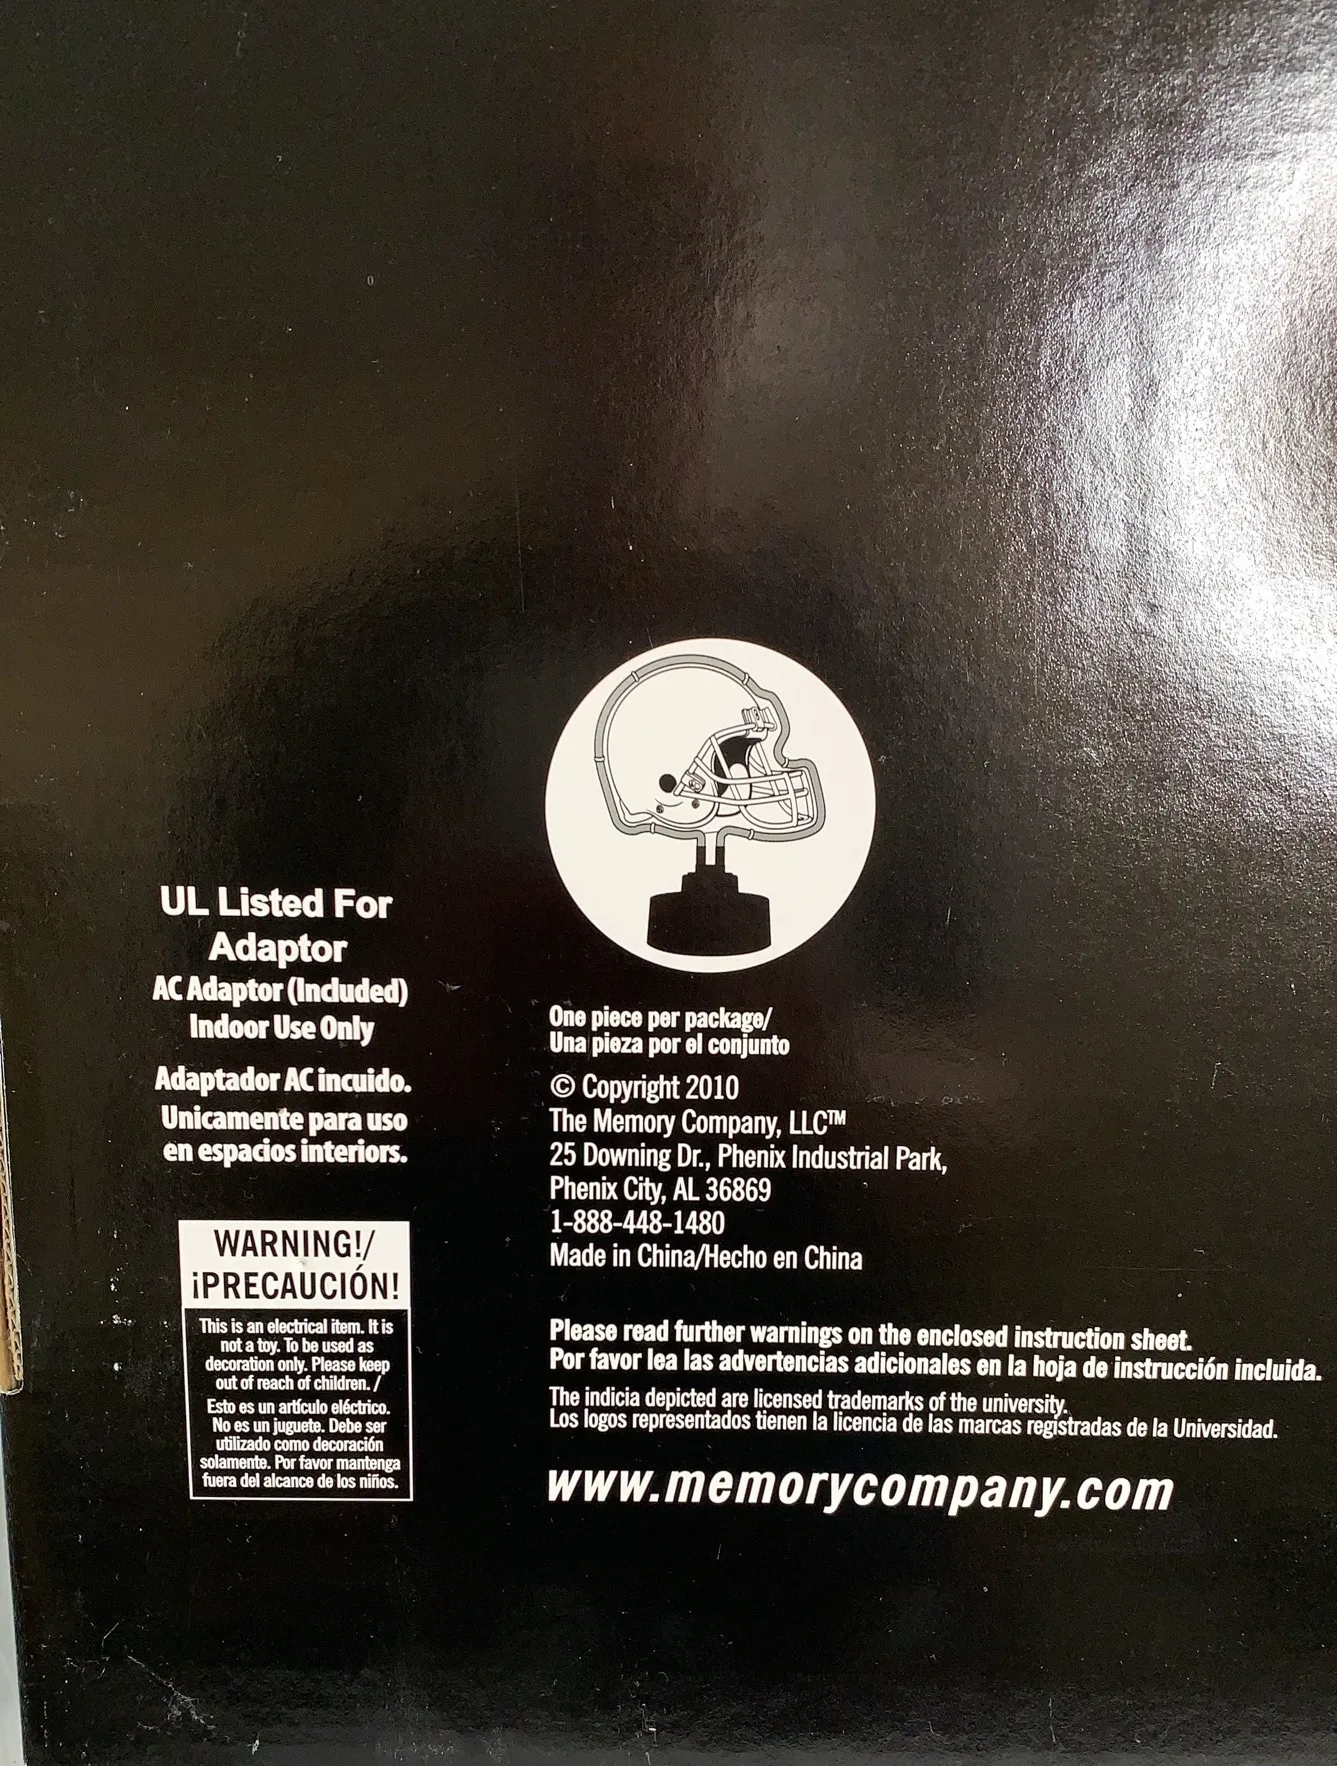 UL Listed For
Adaptor
AC Adaptor (Included)
Indoor Use Only
Adaptador AC incuido.
Unicamente para uso
en espacios interiors.
WARNING!/
¡PRECAUCIÓN!
This is an electrical item. It is
not a toy. To be used as
decoration only. Please keep
out of reach of children. /
Esto es un artículo eléctrico.
No es un juguete. Debe ser
utilizado como decoración
solamente. Por favor mantenga
fuera del alcance de los niños.
One piece per package/
Una pieza por el conjunto
© Copyright 2010
The Memory Company, LLC™
25 Downing Dr., Phenix Industrial Park,
Phenix City, AL 36869
1-888-448-1480
Made in China/Hecho en China
Please read further warnings on the enclosed instruction sheet.
Por favor lea las advertencias adicionales en la hoja de instrucción incluida.
The indicia depicted are licensed trademarks of the university.
Los logos representados tienen la licencia de las marcas registradas de la Universidad.
www.memorycompany.com